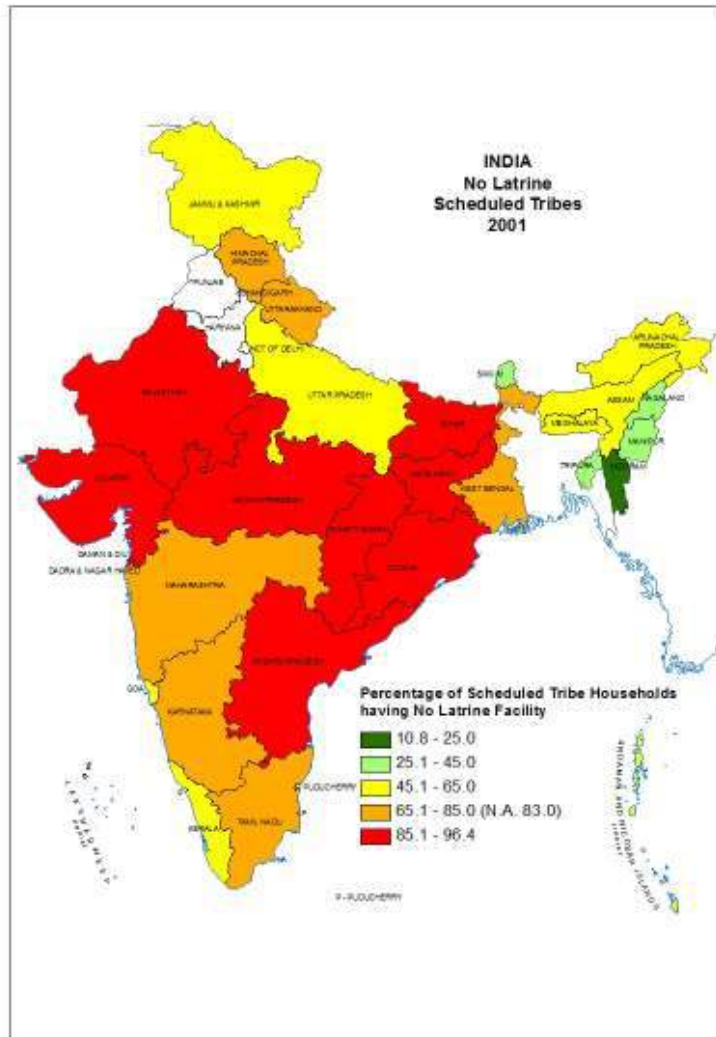 INDIA
No Latrine
Scheduled Tribes
2001
JAMMU & KASHMIR
HIMACHAL
PRADESH
PUNJAB
CHANDIGARH
UTTARAKHAND
HARYANA
NCT OF DELHI
ARUNACHAL
PRADESH
SIKKIM
RAJASTHAN
UTTAR PRADESH
ASSAM
NAGALAND
BIHAR
MEGHALAYA
MANIPUR
TRIPURA
MIZORAM
GUJARAT
MADHYA PRADESH
JHARKHAND
WEST BENGAL
CHHATTISGARH
DAMAN & DIU
DADRA & NAGAR HAVELI
ODISHA
MAHARASHTRA
ANDHRA PRADESH
GOA
KARNATAKA
Percentage of Scheduled Tribe Households
having No Latrine Facility
10.8 - 25.0
25.1 - 45.0
45.1 - 65.0
65.1 - 85.0 (N.A. 83.0)
85.1 - 96.4
PUDUCHERRY
P
KERALA
TAMIL NADU
LAKSHADWEEP
ANDAMAN AND NICOBAR ISLANDS
P - PUDUCHERRY